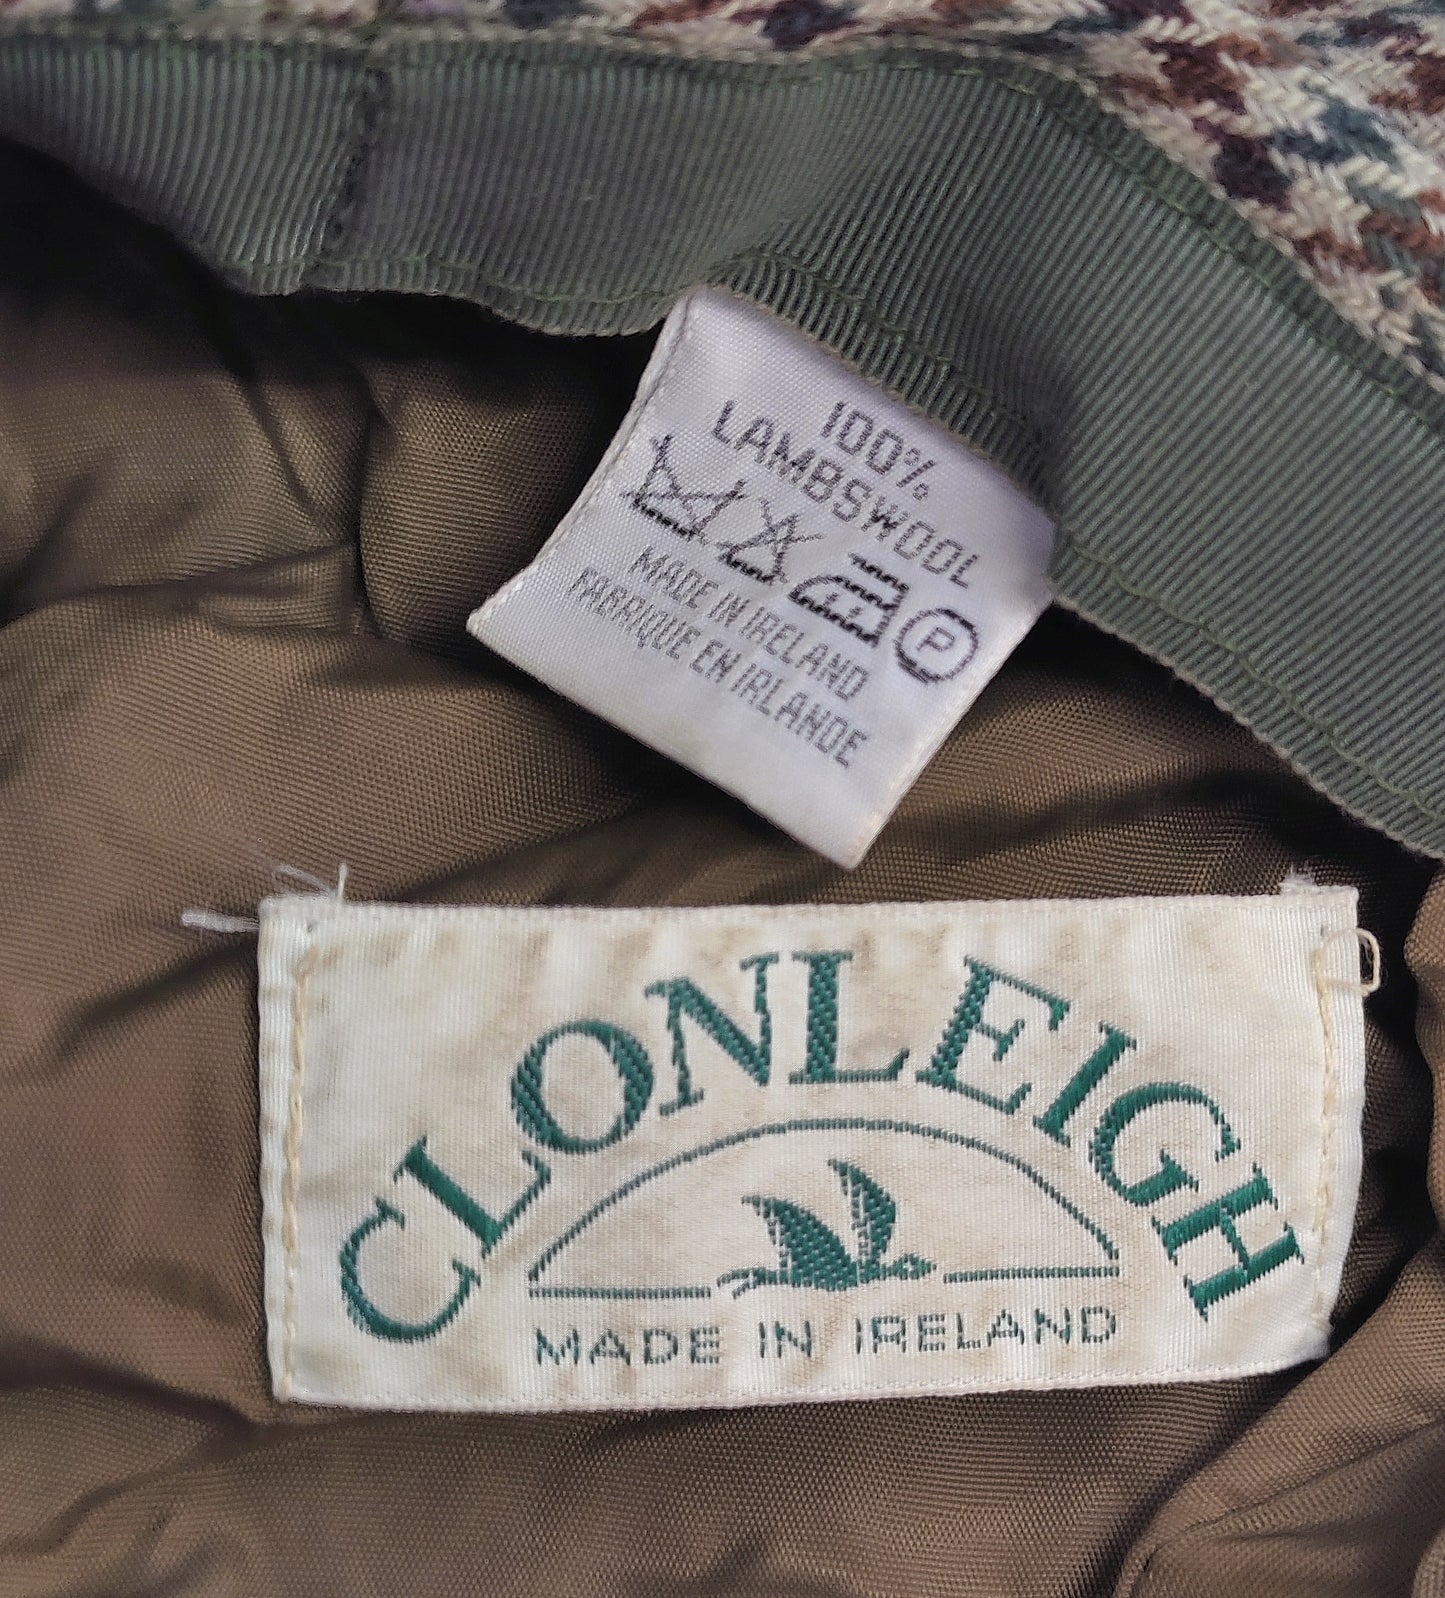 100%
LAMBSWOOL
P
MADE IN IRELAND
FABRIQUE EN IRLANDE
CLONLEIGH
MADE IN IRELAND